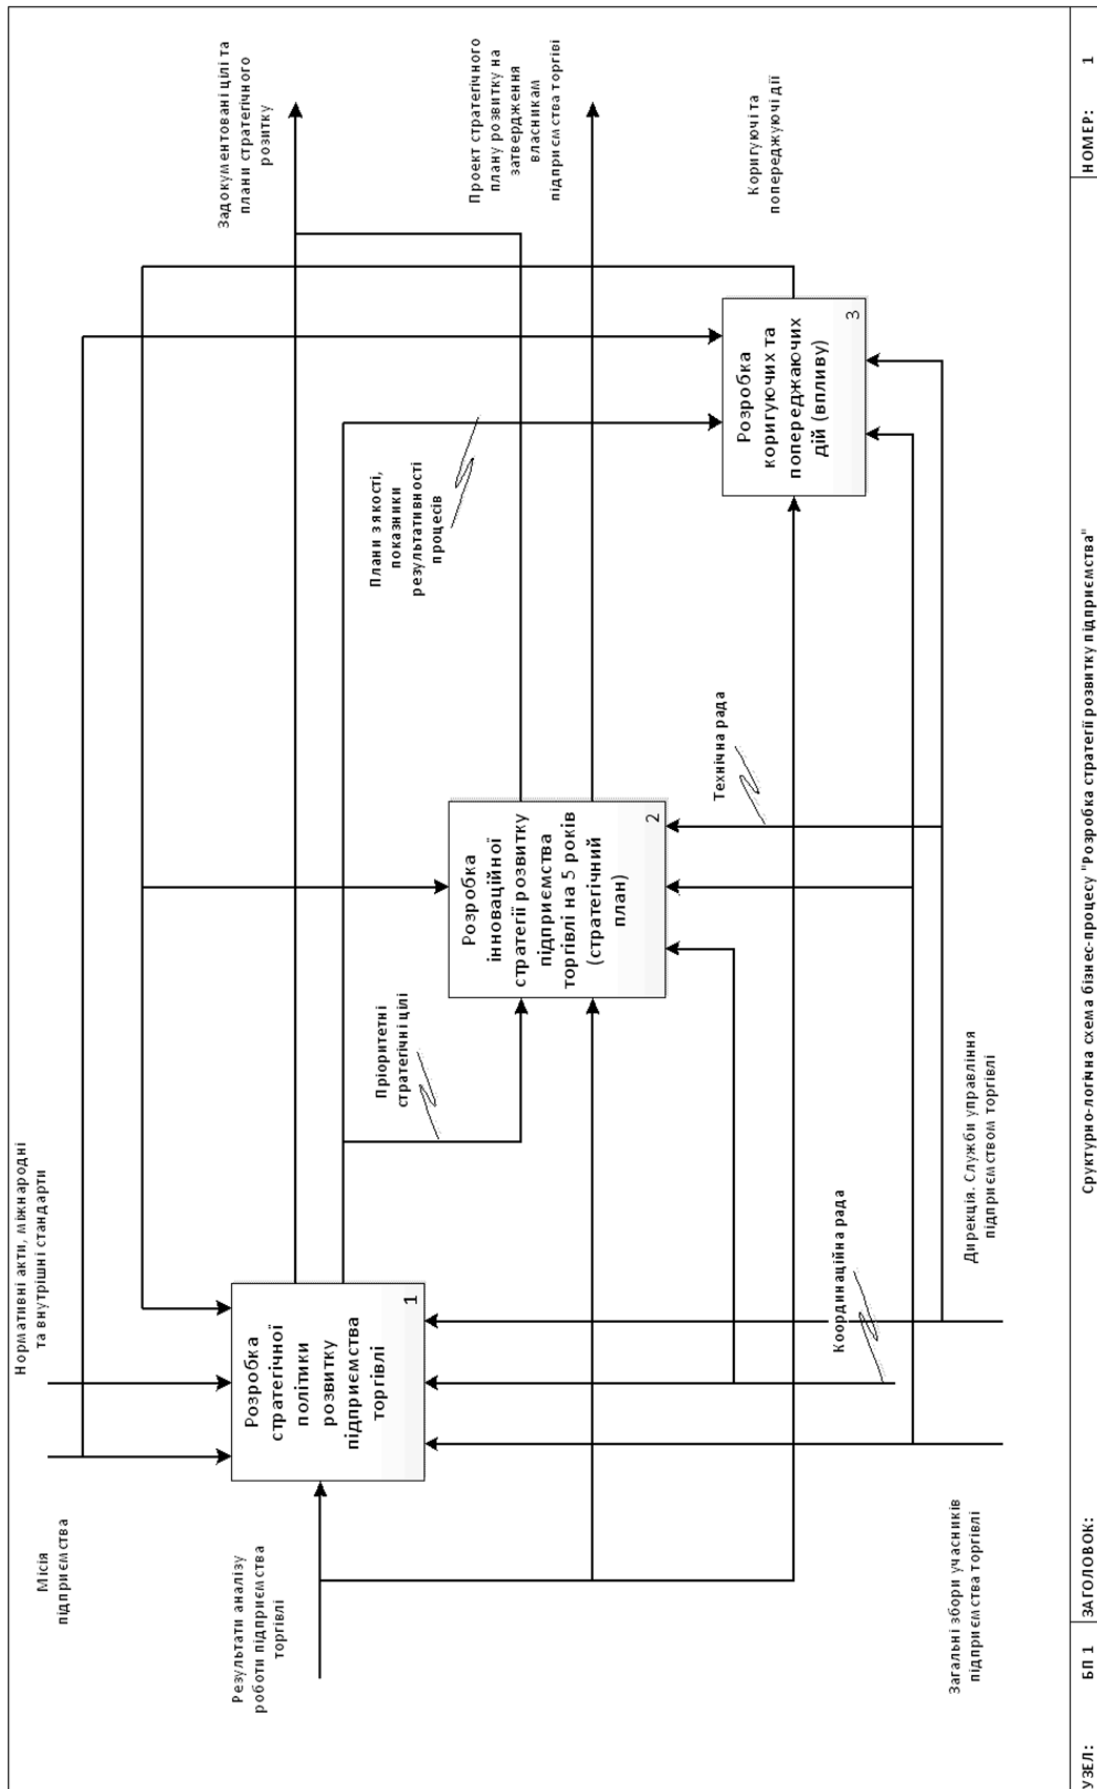 Місія
підприємства
Нормативні акти, міжнародні
та внутрішні стандарти
Результати аналізу
роботи підприємства
торгівлі
Розробка
стратегічної
політики
розвитку
підприємства
торгівлі
1
Пріоритетні
стратегічні цілі
Розробка
інноваційної
стратегії розвитку
підприємства
торгівлі на 5 років
(стратегічний
план)
2
Плани з якості,
показники
результативності
процесів
Розробка
коригуючих та
попереджаючих
дій (впливу)
3
Задокументовані цілі та
плани стратегічного
розитку
Проект стратегічного
плану розвитку на
затвердження
власникам
підприємства торгіві
Коригуючі та
попереджуючі дії
Технічна рада
Координаційна рада
Загальні збори учасників
підприємства торгівлі
Дирекція. Служби управління
підприємством торгівлі
УЗЕЛ:
БП 1
ЗАГОЛОВОК:
Сруктурно-логічна схема бізнес-процесу "Розробка стратегії розвитку підприємства"
НОМЕР:
1